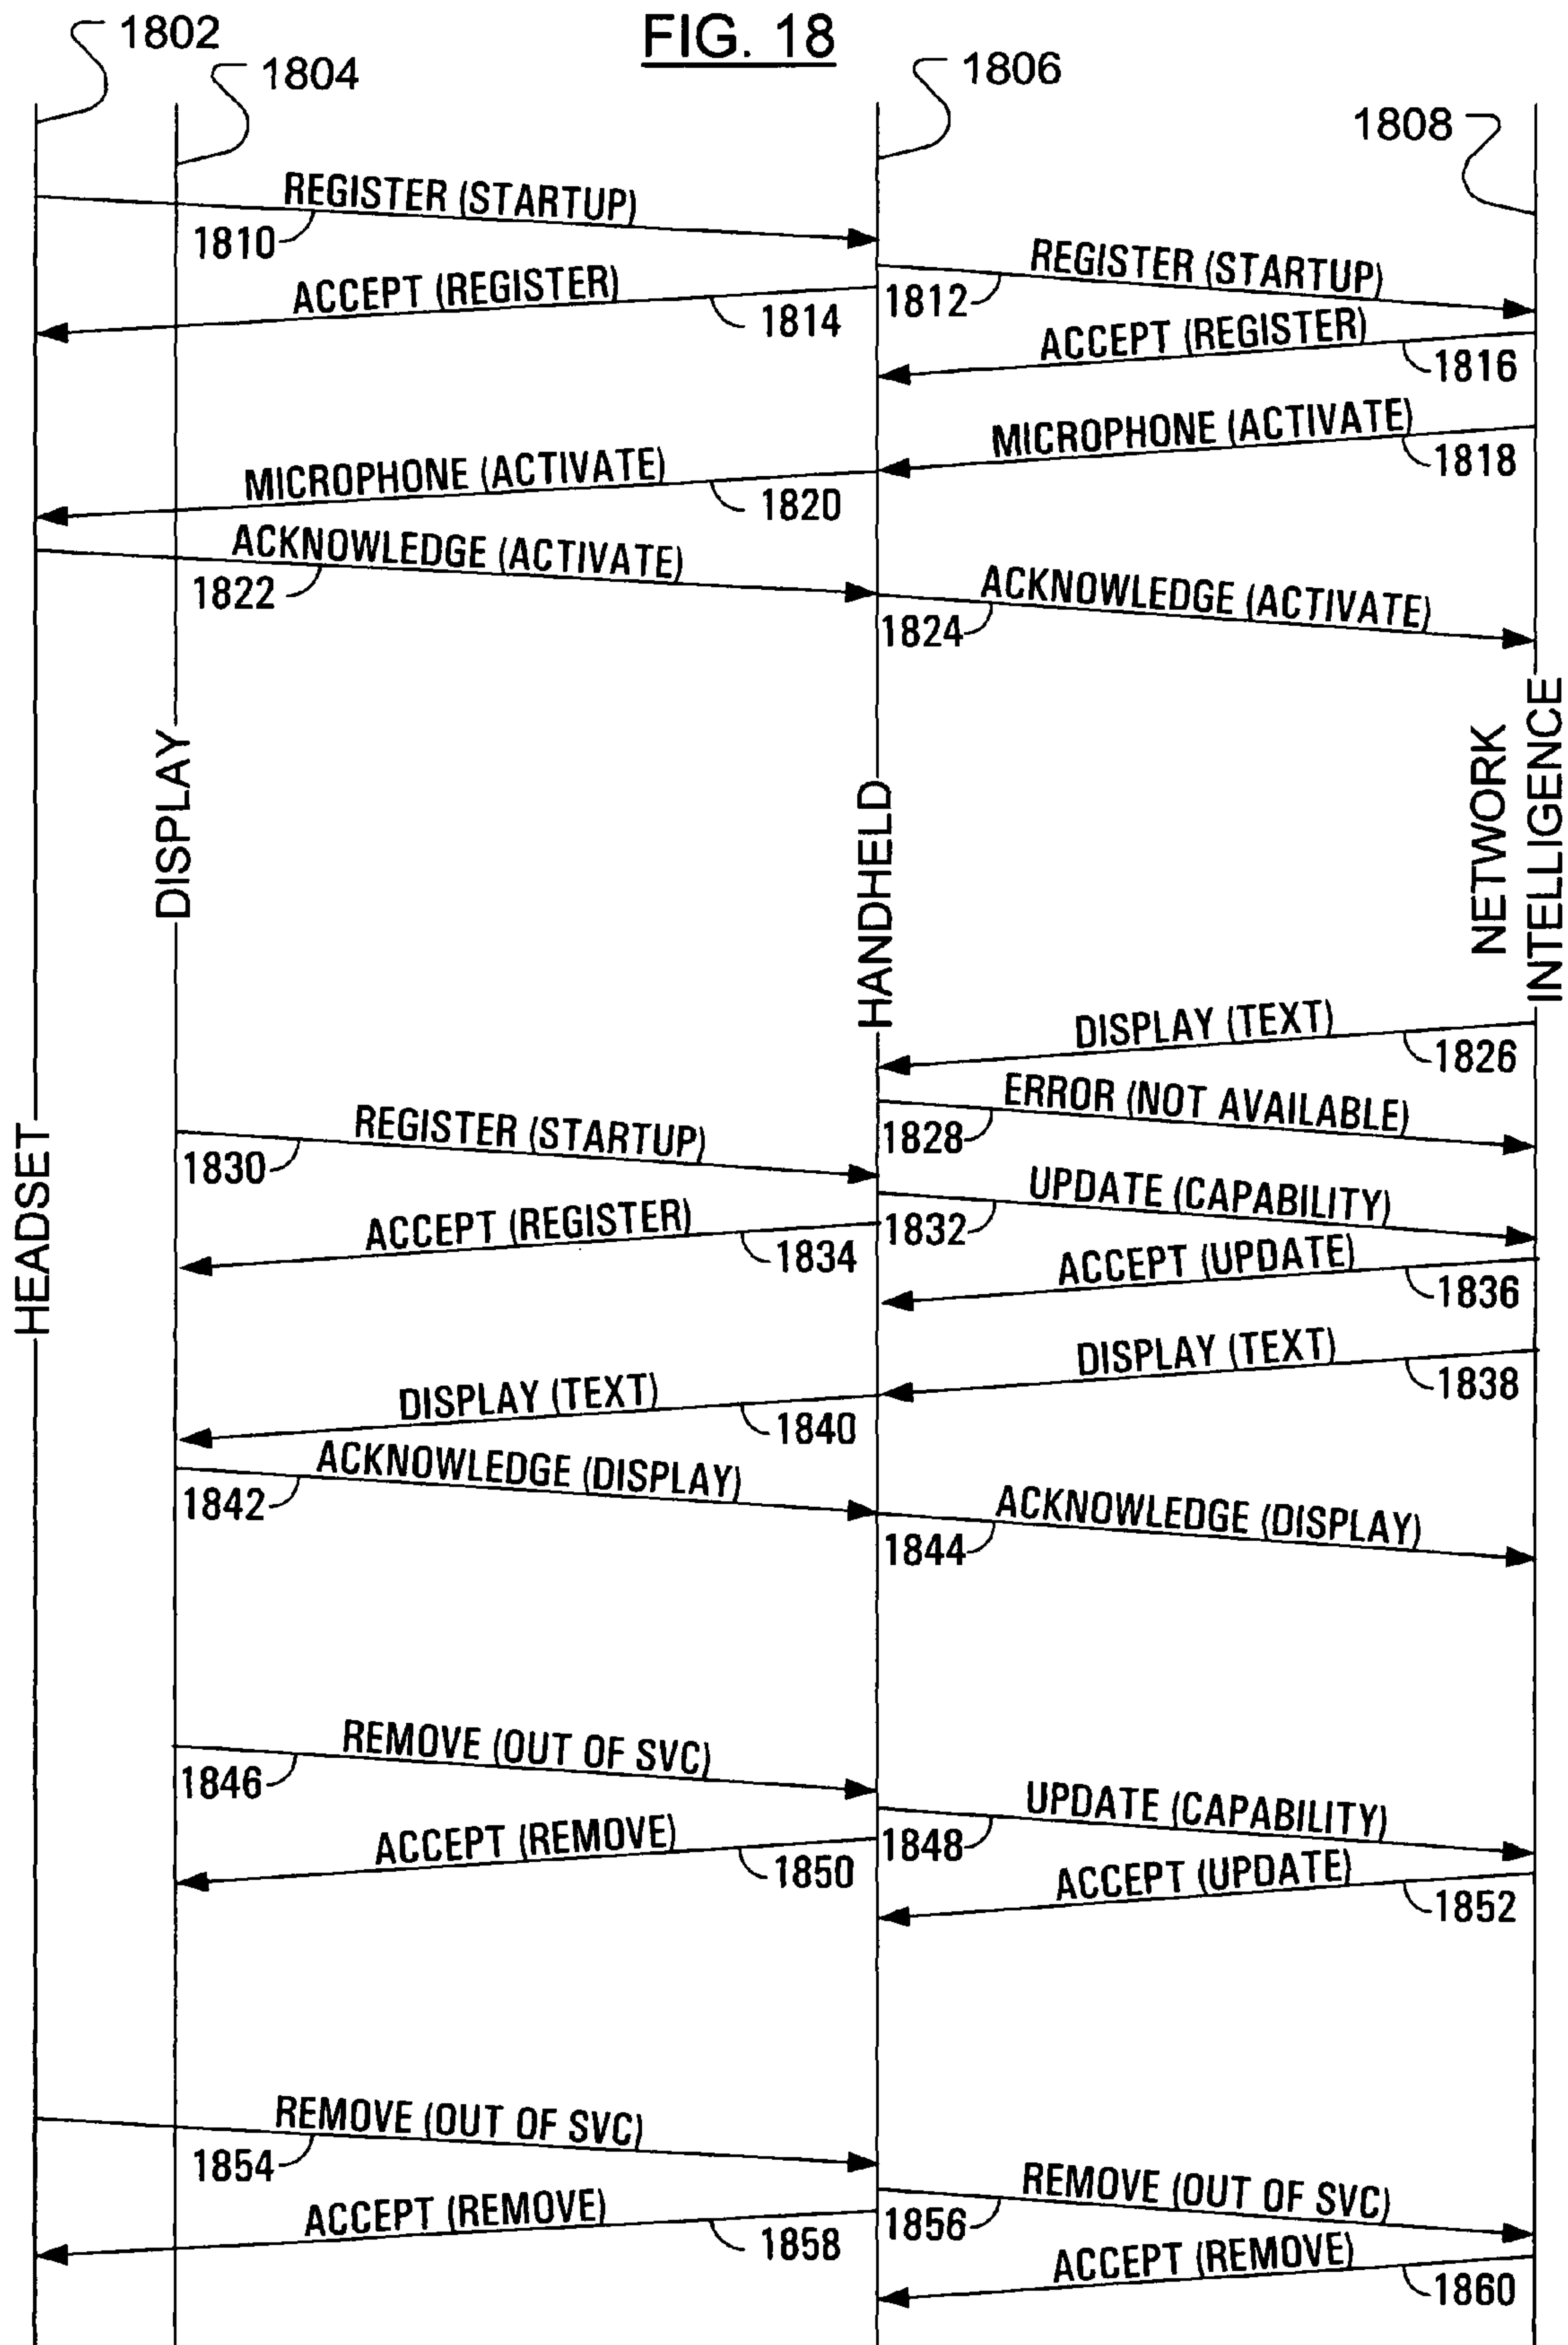 FIG. 18
1802
1804
1806
1808
REGISTER (STARTUP)
1810
REGISTER (STARTUP)
1812
ACCEPT (REGISTER)
1814
ACCEPT (REGISTER)
1816
MICROPHONE (ACTIVATE)
1818
MICROPHONE (ACTIVATE)
1820
ACKNOWLEDGE (ACTIVATE)
1822
ACKNOWLEDGE (ACTIVATE)
1824
HEADSET
DISPLAY
HANDHELD
NETWORK
INTELLIGENCE
DISPLAY (TEXT)
1826
ERROR (NOT AVAILABLE)
1828
REGISTER (STARTUP)
1830
UPDATE (CAPABILITY)
1832
ACCEPT (REGISTER)
1834
ACCEPT (UPDATE)
1836
DISPLAY (TEXT)
1838
DISPLAY (TEXT)
1840
ACKNOWLEDGE (DISPLAY)
1842
ACKNOWLEDGE (DISPLAY)
1844
REMOVE (OUT OF SVC)
1846
UPDATE (CAPABILITY)
1848
ACCEPT (REMOVE)
1850
ACCEPT (UPDATE)
1852
REMOVE (OUT OF SVC)
1854
REMOVE (OUT OF SVC)
1856
ACCEPT (REMOVE)
1858
ACCEPT (REMOVE)
1860